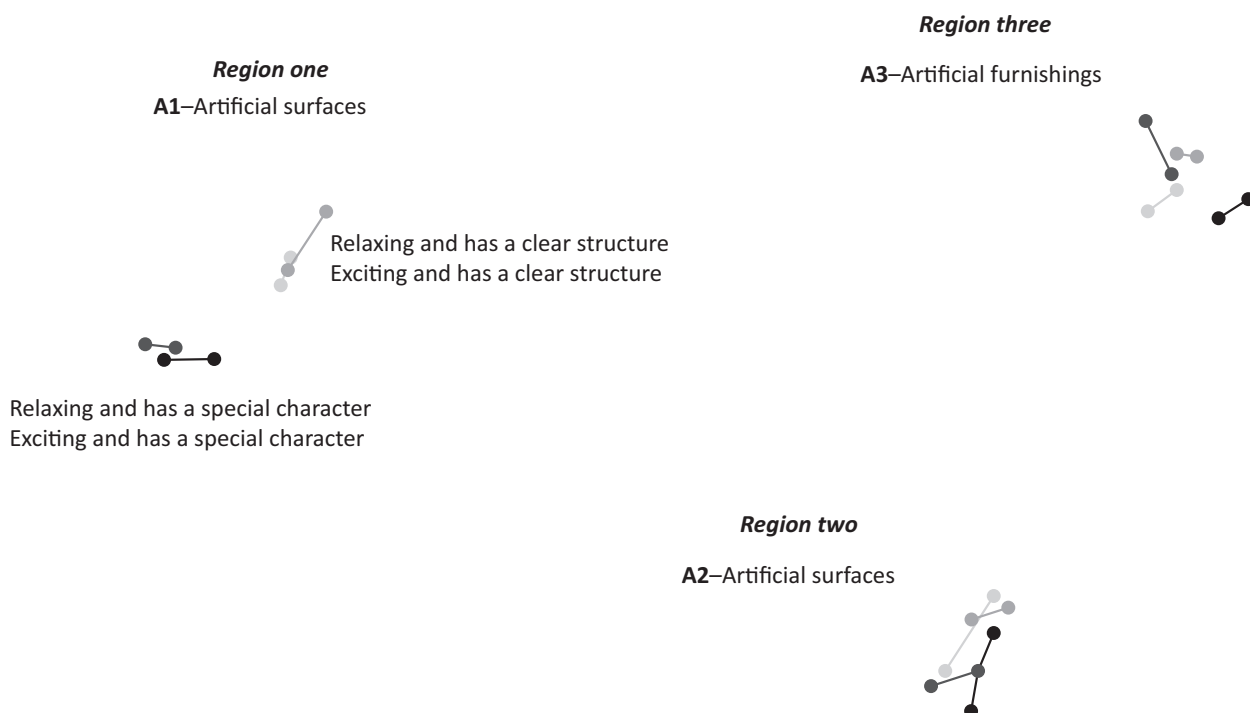 Region one
A1–Artificial surfaces
Relaxing and has a clear structure
Exciting and has a clear structure
Relaxing and has a special character
Exciting and has a special character
Region three
A3–Artificial furnishings
Region two
A2–Artificial surfaces